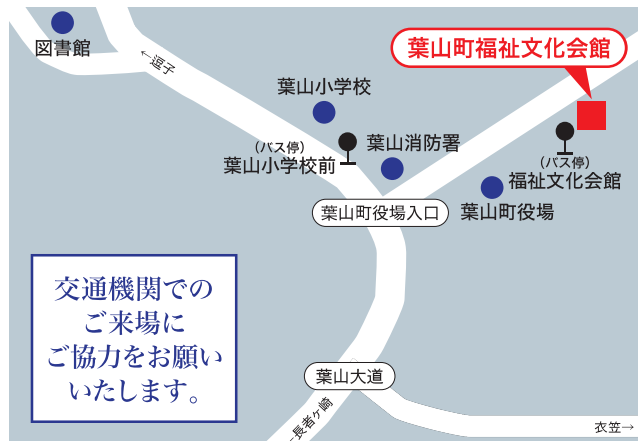 図書館
←逗子
葉山町福祉文化会館
葉山小学校
(バス停)
葉山小学校前
葉山消防署
(バス停)
福祉文化会館
葉山町役場入口
葉山町役場
交通機関での
ご来場に
ご協力をお願い
いたします。
葉山大道
←長者ヶ崎
衣笠→